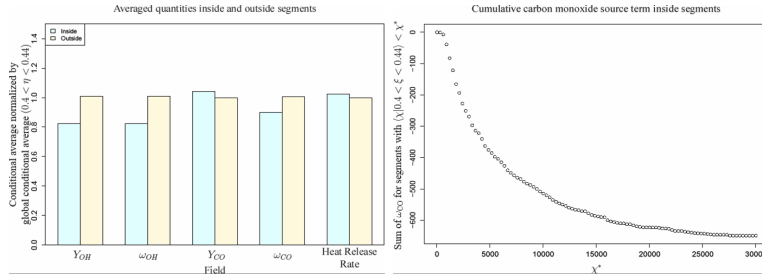 Averaged quantities inside and outside segments
Inside
Outside
Conditional average normalized by
global conditional average (0.4 < η < 0.44)
1.4
1.2
1.0
0.8
0.6
0.4
0.2
0.0
Y_OH
ω_OH
Y_CO
ω_CO
Heat Release
Rate
Field
Cumulative carbon monoxide source term inside segments
Sum of ω_CO for segments with ⟨χ|0.4 < ξ < 0.44⟩ < χ*
0
-100
-200
-300
-400
-500
-600
0
5000
10000
15000
20000
25000
30000
χ*